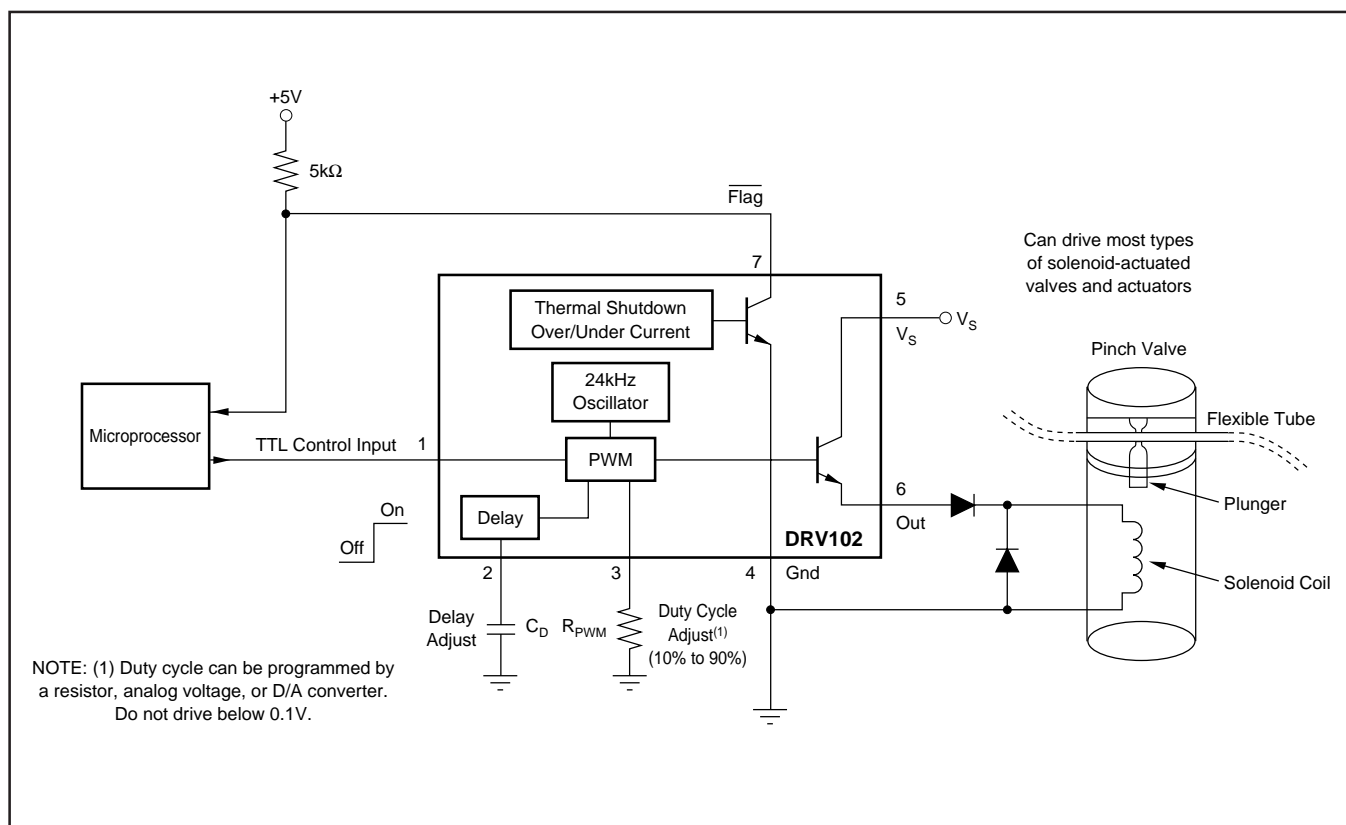 +5V
5kΩ
Flag
7
Thermal Shutdown
Over/Under Current
24kHz
Oscillator
PWM
Delay
DRV102
5
V_S
V_S
6
Out
Microprocessor
TTL Control Input
1
On
Off
2
3
4
Gnd
Delay
Adjust
C_D
R_PWM
Duty Cycle
Adjust(1)
(10% to 90%)
Can drive most types
of solenoid-actuated
valves and actuators
Pinch Valve
Flexible Tube
Plunger
Solenoid Coil
NOTE: (1) Duty cycle can be programmed by
a resistor, analog voltage, or D/A converter.
Do not drive below 0.1V.